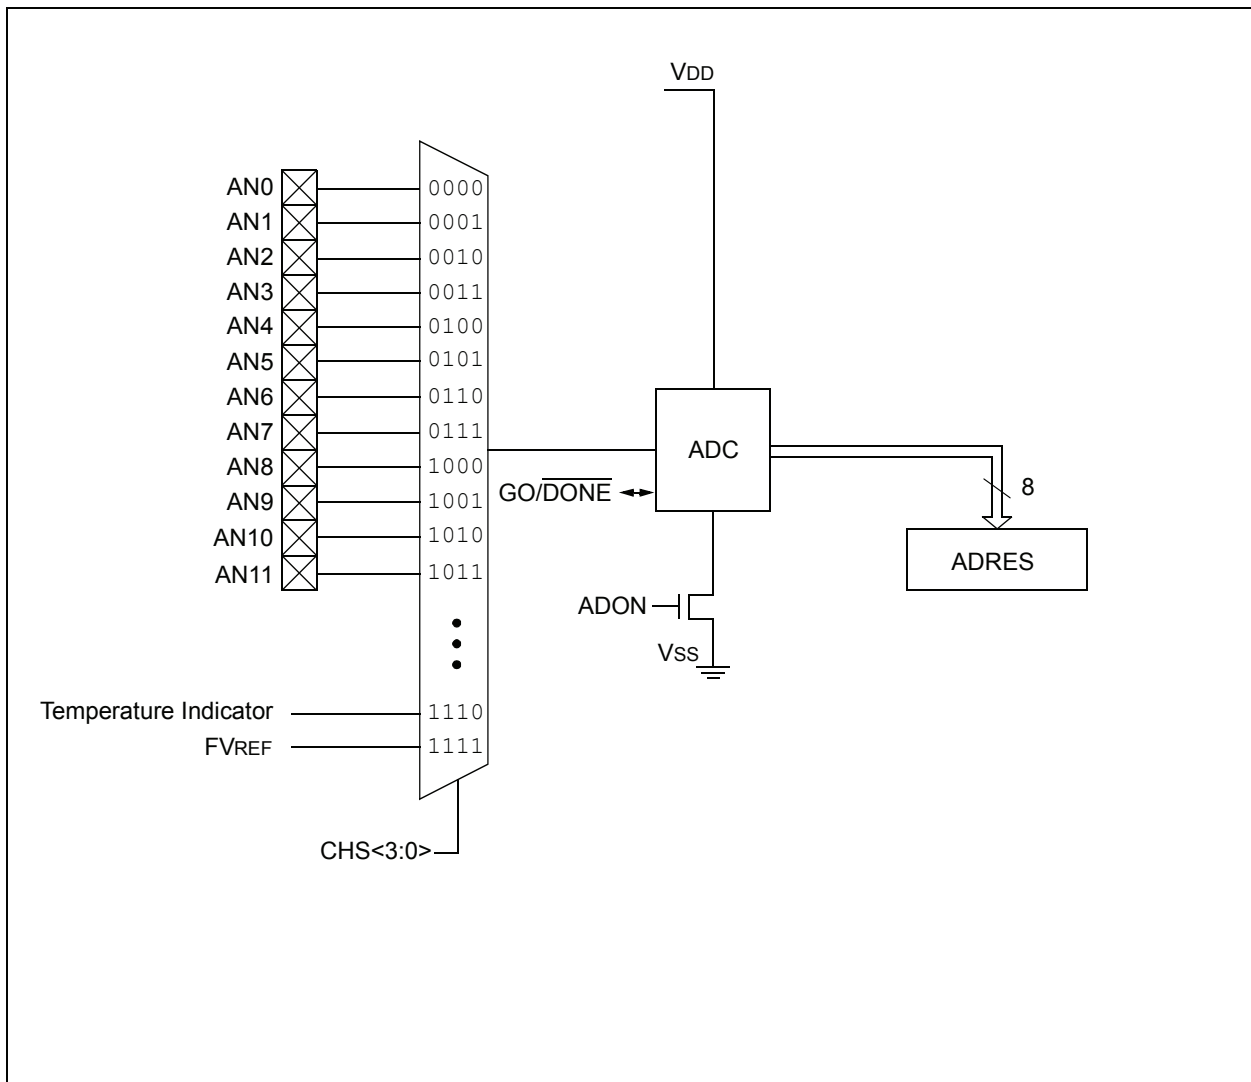 VDD
AN0 0000
AN1 0001
AN2 0010
AN3 0011
AN4 0100
AN5 0101
AN6 0110
AN7 0111
ADC
AN8 1000
GO/DONE
8
AN9 1001
AN10 1010
ADRES
AN11 1011
ADON
VSS
Temperature Indicator 1110
FVREF 1111
CHS<3:0>